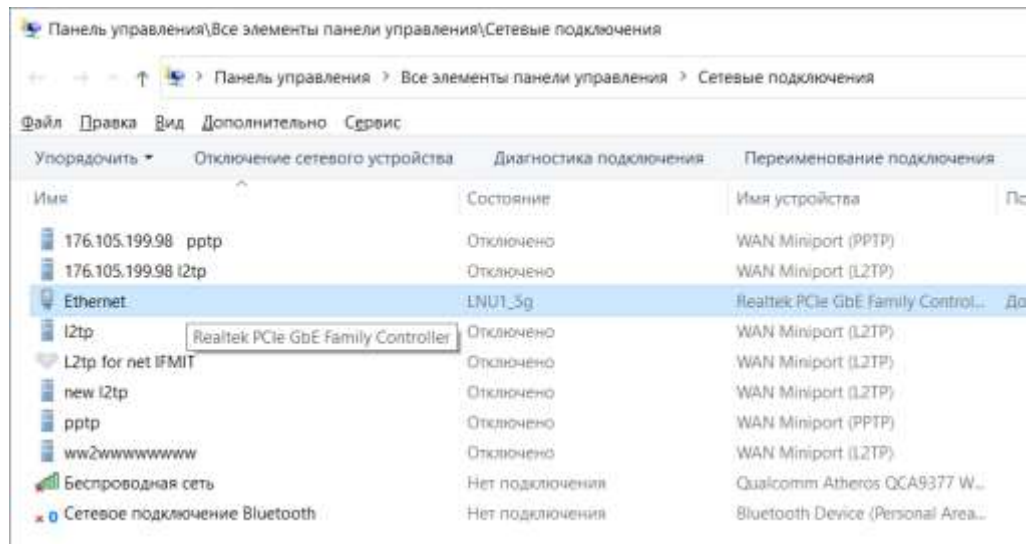 Панель управления\Все элементы панели управления\Сетевые подключения
Панель управления > Все элементы панели управления > Сетевые подключения
Файл Правка Вид Дополнительно Сервис
Упорядочить Отключение сетевого устройства Диагностика подключения Переименование подключения
Имя Состояние Имя устройства По
176.105.199.98 pptp Отключено WAN Miniport (PPTP)
176.105.199.98 l2tp Отключено WAN Miniport (L2TP)
Ethernet LNU1_5g Realtek PCIe GbE Family Control... До
l2tp Отключено WAN Miniport (L2TP)
Realtek PCIe GbE Family Controller
L2tp for net IFMIT Отключено WAN Miniport (L2TP)
new l2tp Отключено WAN Miniport (L2TP)
pptp Отключено WAN Miniport (PPTP)
ww2wwwwwwww Отключено WAN Miniport (L2TP)
Беспроводная сеть Нет подключения Qualcomm Atheros QCA9377 W...
Сетевое подключение Bluetooth Нет подключения Bluetooth Device (Personal Area...